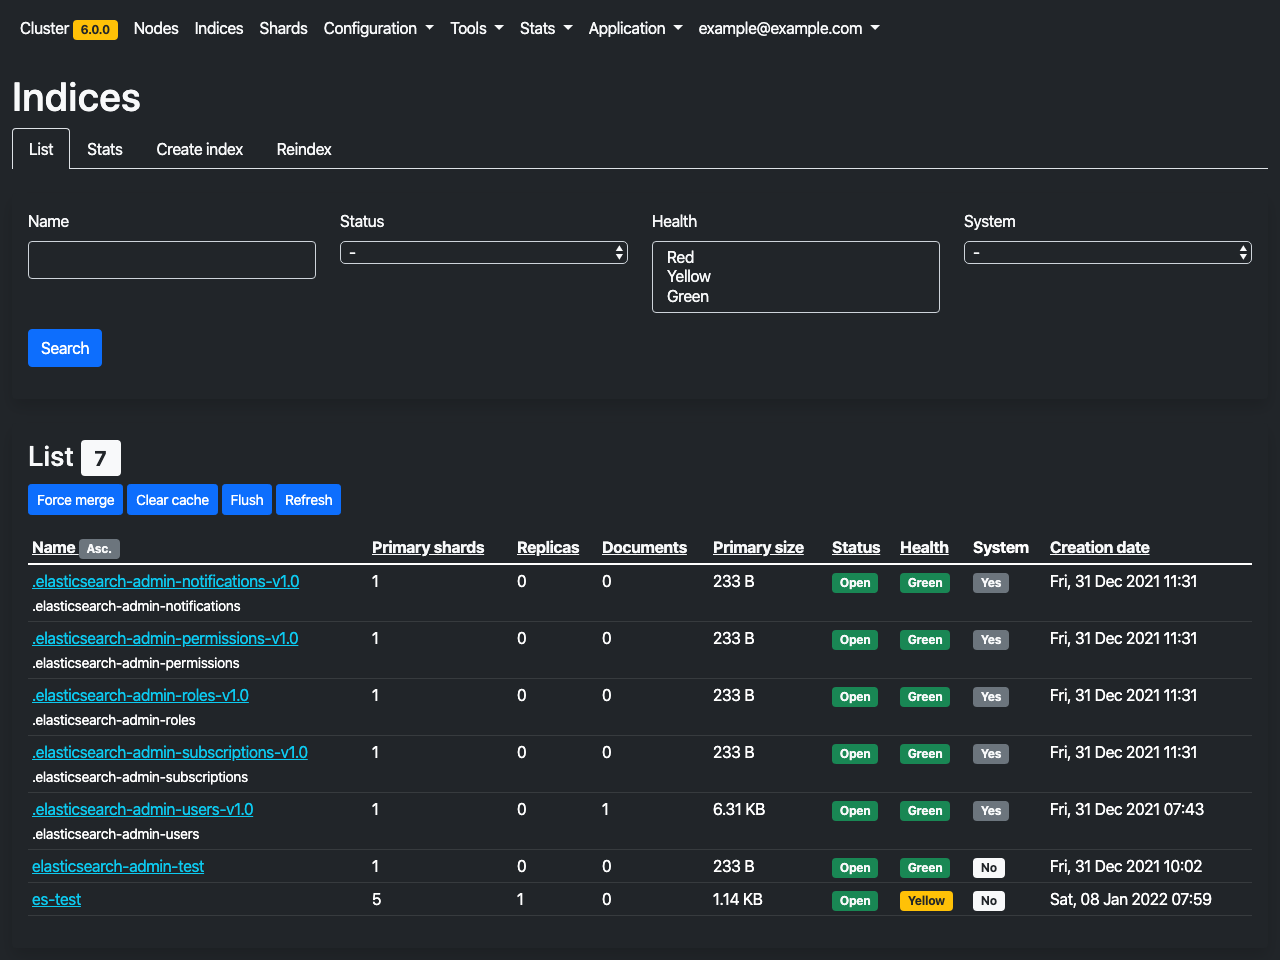 Cluster 6.0.0 Nodes Indices Shards Configuration Tools Stats Application example@example.com
Indices
List Stats Create index Reindex
Name Status Health System
- Red -
Yellow
Green
Search
List 7
Force merge Clear cache Flush Refresh
Name Asc. Primary shards Replicas Documents Primary size Status Health System Creation date
.elasticsearch-admin-notifications-v1.0 1 0 0 233 B Open Green Yes Fri, 31 Dec 2021 11:31
.elasticsearch-admin-notifications
.elasticsearch-admin-permissions-v1.0 1 0 0 233 B Open Green Yes Fri, 31 Dec 2021 11:31
.elasticsearch-admin-permissions
.elasticsearch-admin-roles-v1.0 1 0 0 233 B Open Green Yes Fri, 31 Dec 2021 11:31
.elasticsearch-admin-roles
.elasticsearch-admin-subscriptions-v1.0 1 0 0 233 B Open Green Yes Fri, 31 Dec 2021 11:31
.elasticsearch-admin-subscriptions
.elasticsearch-admin-users-v1.0 1 0 1 6.31 KB Open Green Yes Fri, 31 Dec 2021 07:43
.elasticsearch-admin-users
elasticsearch-admin-test 1 0 0 233 B Open Green No Fri, 31 Dec 2021 10:02
es-test 5 1 0 1.14 KB Open Yellow No Sat, 08 Jan 2022 07:59